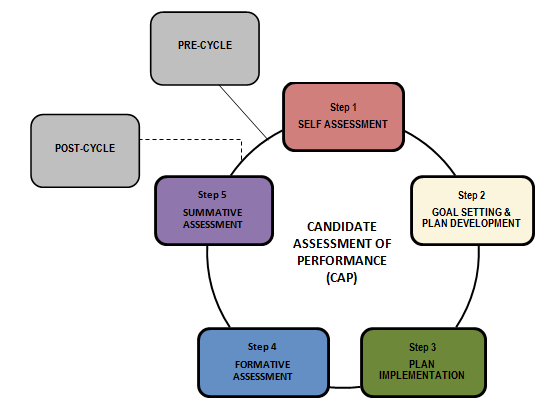 PRE-CYCLE
POST-CYCLE
Step 1
SELF ASSESSMENT
Step 2
GOAL SETTING &
PLAN DEVELOPMENT
Step 3
PLAN
IMPLEMENTATION
Step 4
FORMATIVE
ASSESSMENT
Step 5
SUMMATIVE
ASSESSMENT
CANDIDATE
ASSESSMENT OF
PERFORMANCE
(CAP)